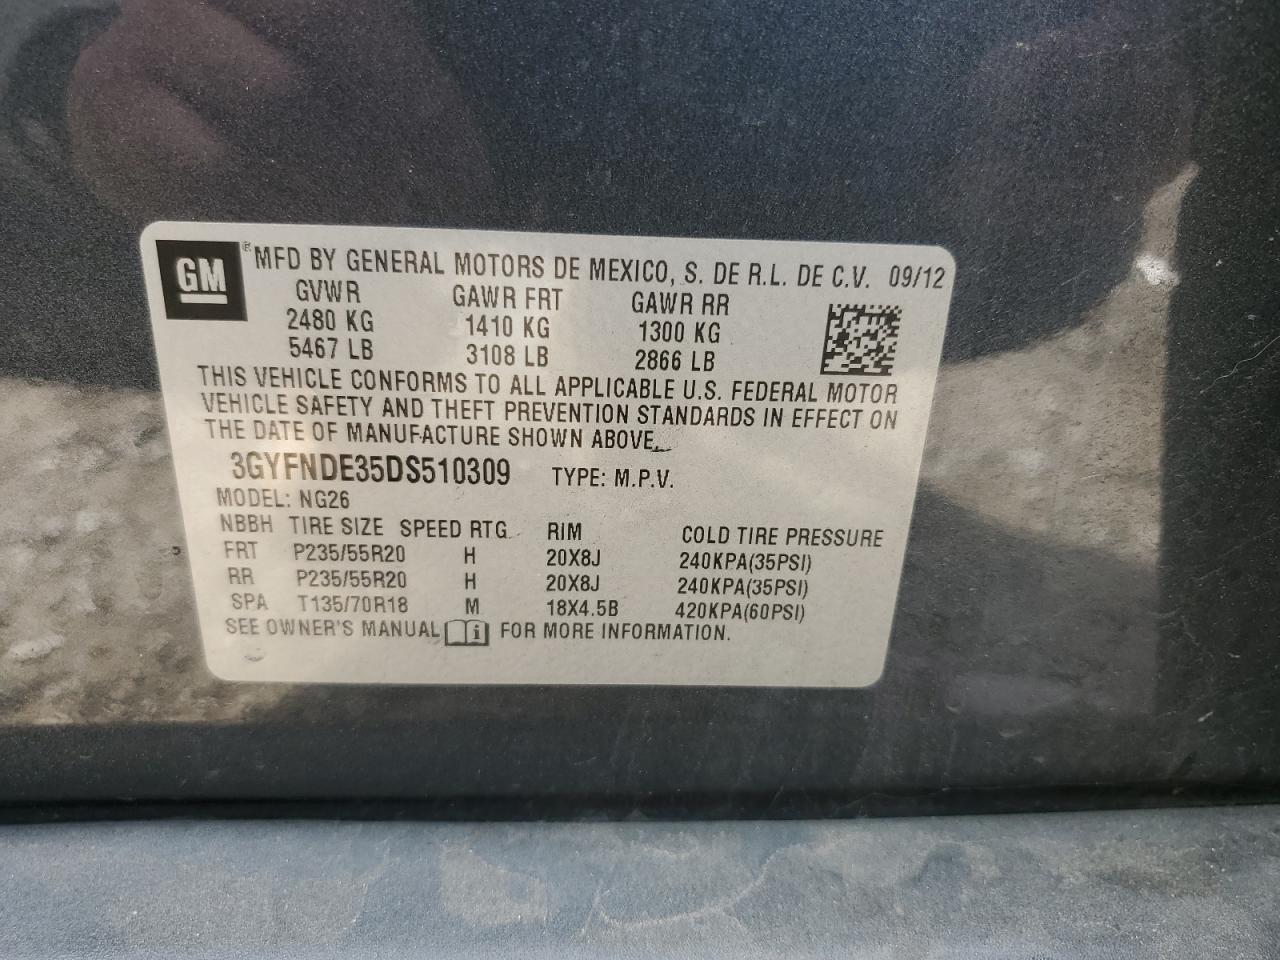 GM ® MFD BY GENERAL MOTORS DE MEXICO, S. DE R.L. DE C.V. 09/12
GVWR GAWR FRT GAWR RR
2480 KG 1410 KG 1300 KG
5467 LB 3108 LB 2866 LB
THIS VEHICLE CONFORMS TO ALL APPLICABLE U.S. FEDERAL MOTOR
VEHICLE SAFETY AND THEFT PREVENTION STANDARDS IN EFFECT ON
THE DATE OF MANUFACTURE SHOWN ABOVE.
3GYFNDE35DS510309 TYPE: M.P.V.
MODEL: NG26
NBBH TIRE SIZE SPEED RTG RIM COLD TIRE PRESSURE
FRT P235/55R20 H 20X8J 240KPA(35PSI)
RR P235/55R20 H 20X8J 240KPA(35PSI)
SPA T135/70R18 M 18X4.5B 420KPA(60PSI)
SEE OWNER'S MANUAL i FOR MORE INFORMATION.